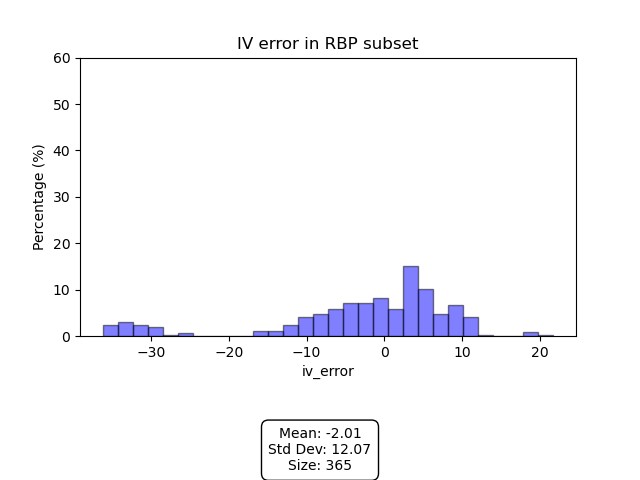 IV error in RBP subset
60
50
40
30
20
10
0
Percentage (%)
−30
−20
−10
0
10
20
iv_error
Mean: -2.01
Std Dev: 12.07
Size: 365